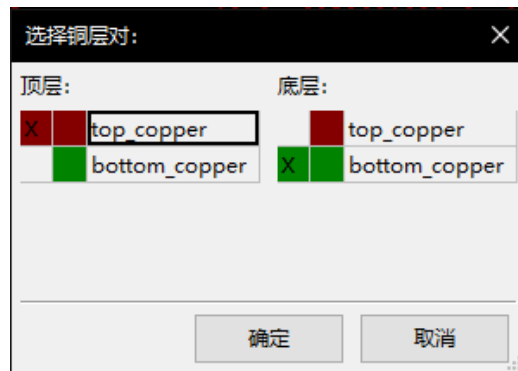 选择铜层对:
顶层: 底层:
X top_copper top_copper
bottom_copper X bottom_copper
确定 取消